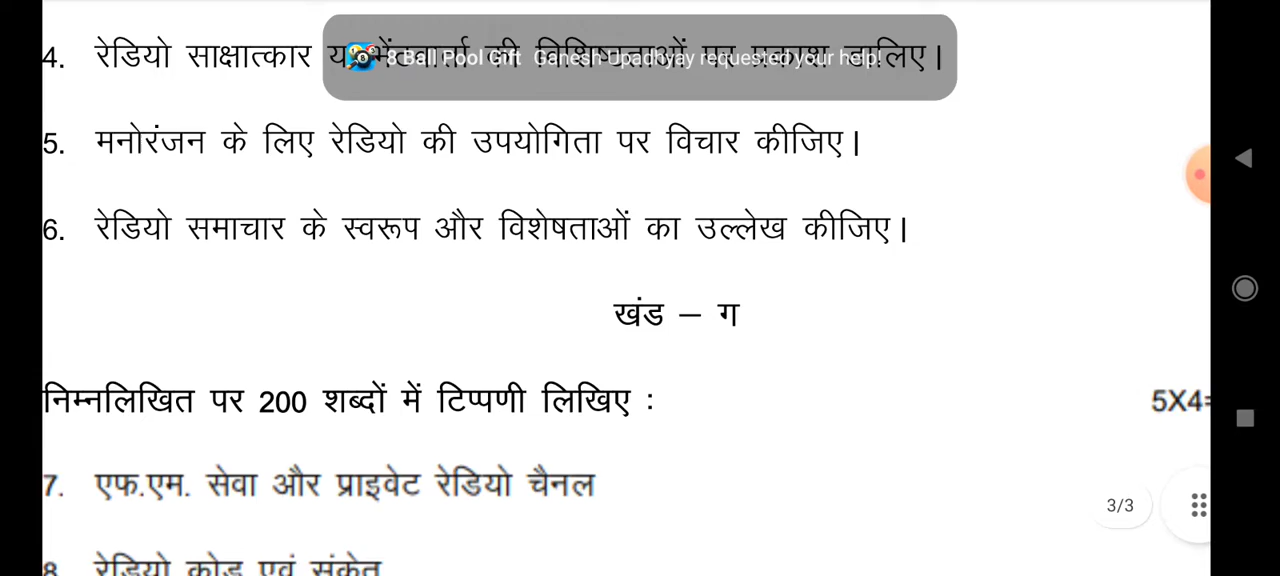 4. रेडियो साक्षात्कार की पर डालिए।
8 Ball Pool Gift Ganesh Upadhyay requested your help!
5. मनोरंजन के लिए रेडियो की उपयोगिता पर विचार कीजिए।
6. रेडियो समाचार के स्वरूप और विशेषताओं का उल्लेख कीजिए।
खंड – ग
निम्नलिखित पर 200 शब्दों में टिप्पणी लिखिए : 5X4=
7. एफ.एम. सेवा और प्राइवेट रेडियो चैनल
3/3
8 रेडियो कोड एवं संकेत